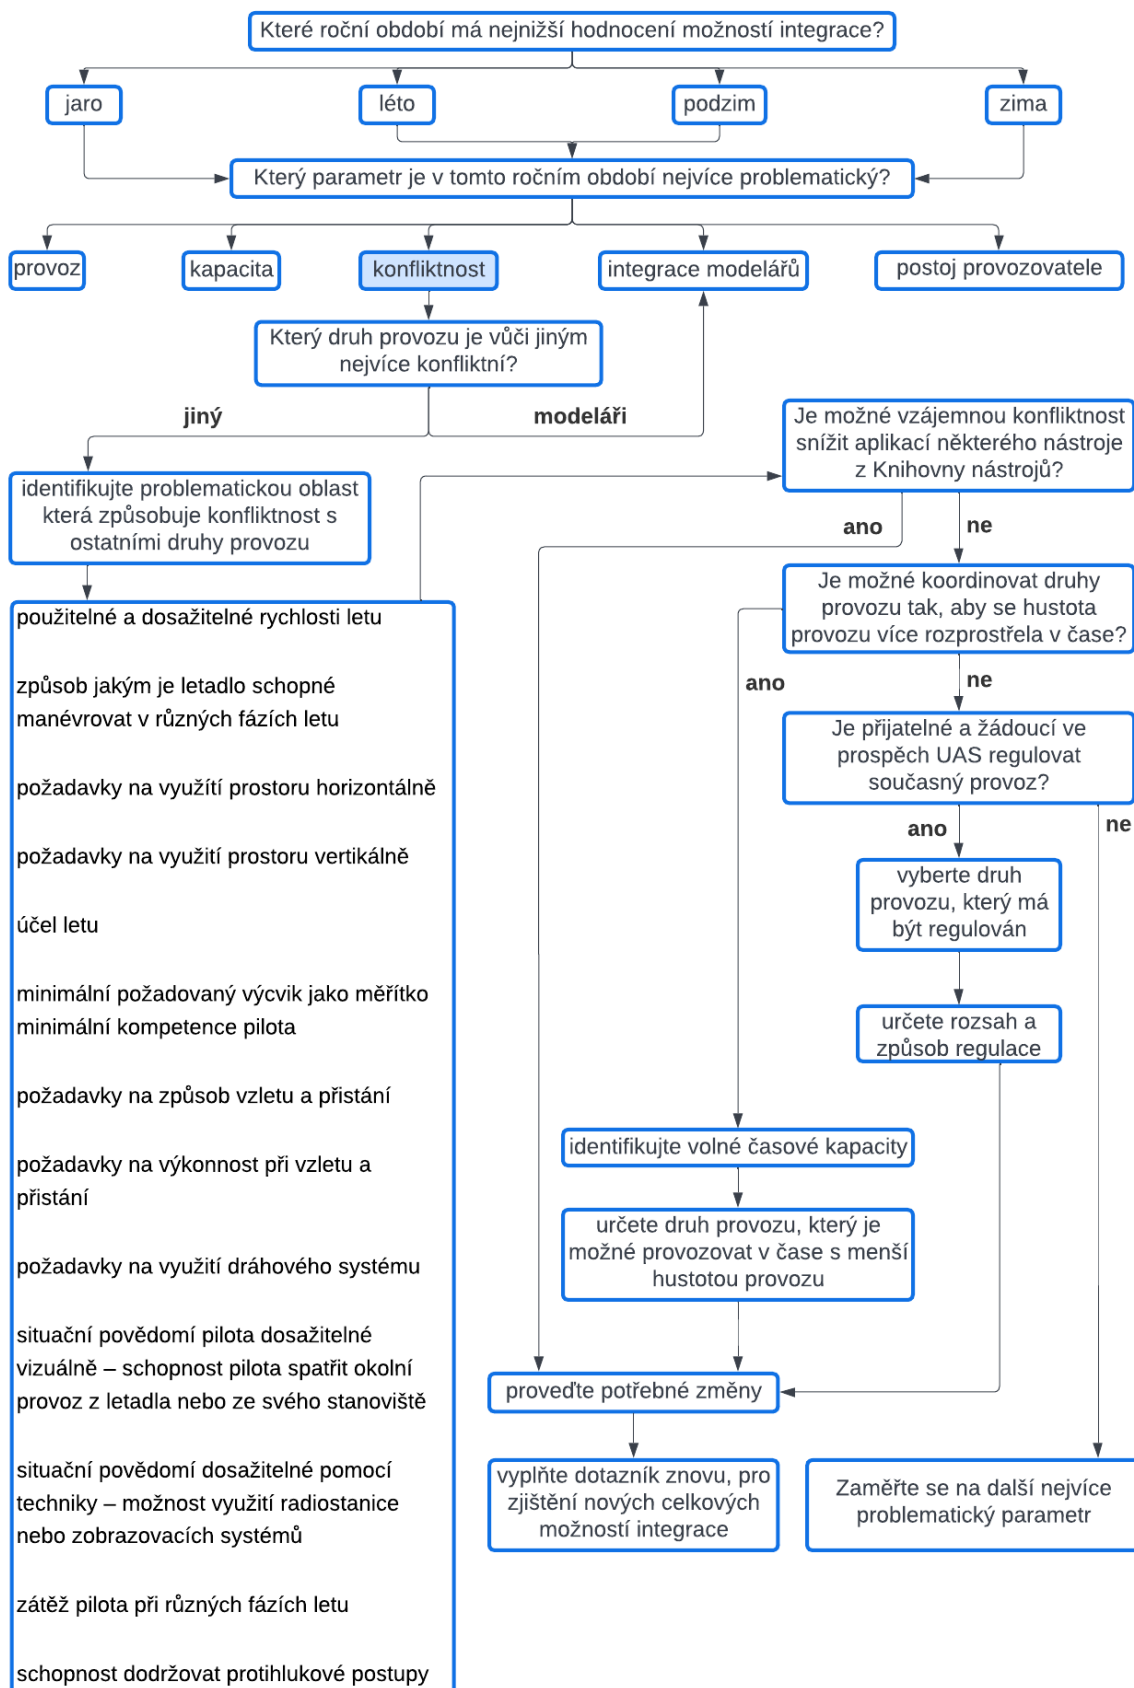 Které roční období má nejnižší hodnocení možností integrace?
jaro
léto
podzim
zima
Který parametr je v tomto ročním období nejvíce problematický?
provoz
kapacita
konfliktnost
integrace modelářů
postoj provozovatele
Který druh provozu je vůči jiným
nejvíce konfliktní?
jiný
modeláři
identifikujte problematickou oblast
která způsobuje konfliktnost s
ostatními druhy provozu
použitelné a dosažitelné rychlosti letu
způsob jakým je letadlo schopné
manévrovat v různých fázích letu
požadavky na využítí prostoru horizontálně
požadavky na využití prostoru vertikálně
účel letu
minimální požadovaný výcvik jako měřítko
minimální kompetence pilota
požadavky na způsob vzletu a přistání
požadavky na výkonnost při vzletu a
přistání
požadavky na využití dráhového systému
situační povědomí pilota dosažitelné
vizuálně – schopnost pilota spatřit okolní
provoz z letadla nebo ze svého stanoviště
situační povědomí dosažitelné pomocí
techniky – možnost využití radiostanice
nebo zobrazovacích systémů
zátěž pilota při různých fázích letu
schopnost dodržovat protihlukové postupy
Je možné vzájemnou konfliktnost
snížit aplikací některého nástroje
z Knihovny nástrojů?
ano
ne
Je možné koordinovat druhy
provozu tak, aby se hustota
provozu více rozprostřela v čase?
ano
ne
Je přijatelné a žádoucí ve
prospěch UAS regulovat
současný provoz?
ano
ne
vyberte druh
provozu, který má
být regulován
určete rozsah a
způsob regulace
identifikujte volné časové kapacity
určete druh provozu, který je
možné provozovat v čase s menší
hustotou provozu
proveďte potřebné změny
vyplňte dotazník znovu, pro
zjištění nových celkových
možností integrace
Zaměřte se na další nejvíce
problematický parametr